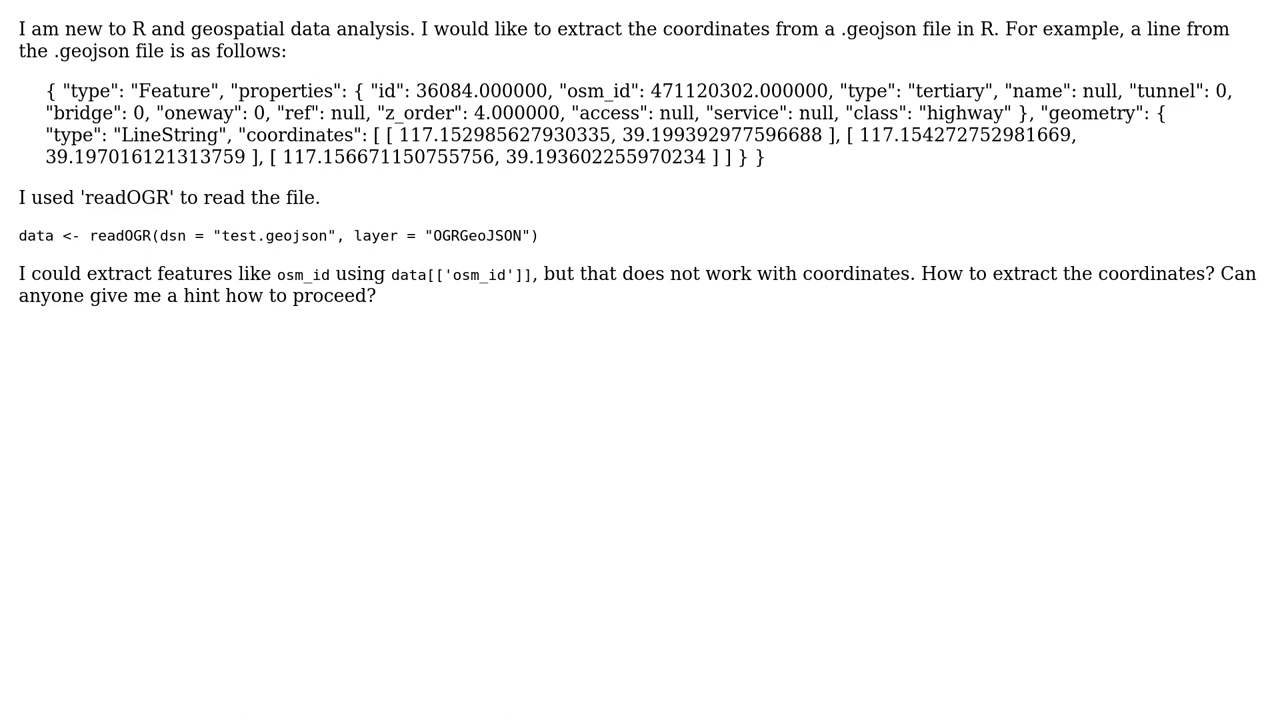 I am new to R and geospatial data analysis. I would like to extract the coordinates from a .geojson file in R. For example, a line from
the .geojson file is as follows:
{ "type": "Feature", "properties": { "id": 36084.000000, "osm_id": 471120302.000000, "type": "tertiary", "name": null, "tunnel": 0,
"bridge": 0, "oneway": 0, "ref": null, "z_order": 4.000000, "access": null, "service": null, "class": "highway" }, "geometry": {
"type": "LineString", "coordinates": [ [ 117.152985627930335, 39.199392977596688 ], [ 117.154272752981669,
39.197016121313759 ], [ 117.156671150755756, 39.193602255970234 ] ] } }
I used 'readOGR' to read the file.
data <- readOGR(dsn = "test.geojson", layer = "OGRGeoJSON")
I could extract features like osm_id using data[['osm_id']], but that does not work with coordinates. How to extract the coordinates? Can
anyone give me a hint how to proceed?